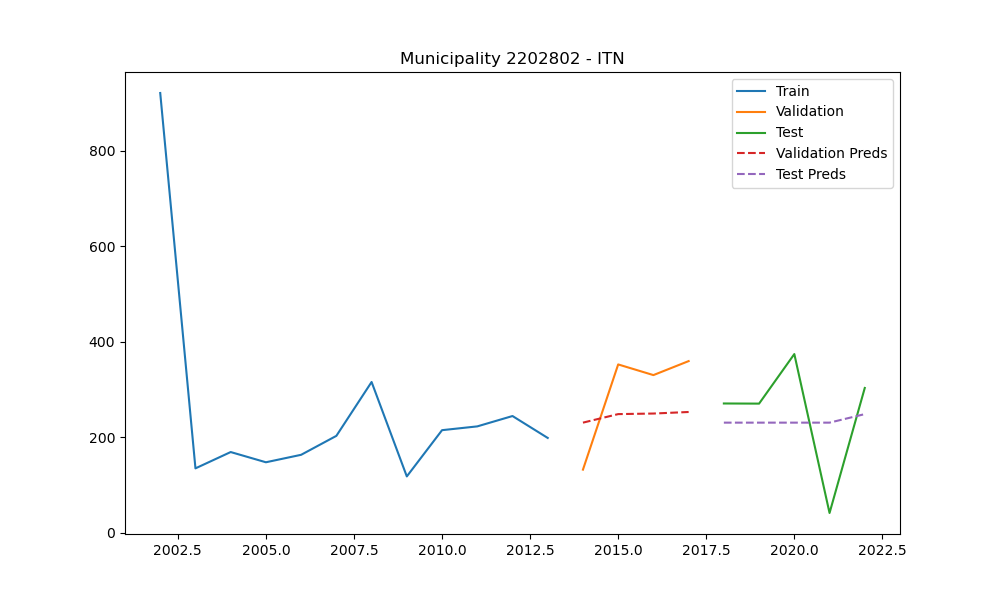 Municipality 2202802 - ITN
Train
Validation
Test
Validation Preds
Test Preds
800
600
400
200
0
2002.5 2005.0 2007.5 2010.0 2012.5 2015.0 2017.5 2020.0 2022.5